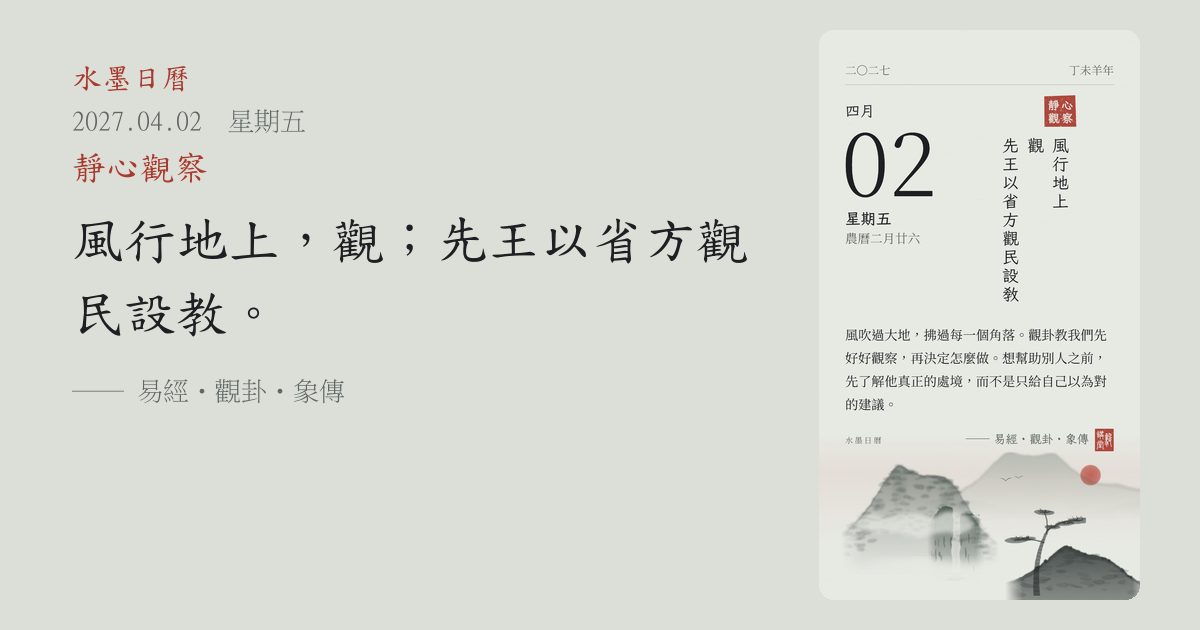 水墨日曆
2027.04.02 星期五
靜心觀察
風行地上，觀；先王以省方觀
民設教。
—— 易經・觀卦・象傳
二〇二七
丁未羊年
四月
02
星期五
農曆二月廿六
靜心觀察
風行地上
觀
先王以省方觀民設教
風吹過大地，拂過每一個角落。觀卦教我們先
好好觀察，再決定怎麼做。想幫助別人之前，
先了解他真正的處境，而不是只給自己以為對
的建議。
水墨日曆
—— 易經・觀卦・象傳